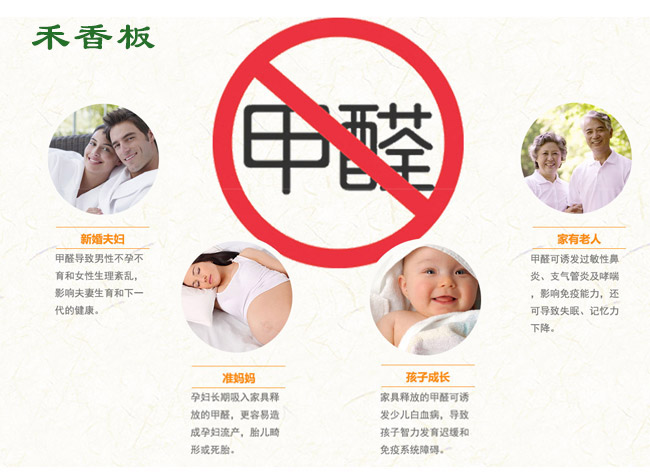 禾香板
甲醛
新婚夫妇
甲醛导致男性不孕不
育和女性生理紊乱，
影响夫妻生育和下一
代的健康。
准妈妈
孕妇长期吸入家具释
放的甲醛，更容易造
成孕妇流产，胎儿畸
形或死胎。
孩子成长
家具释放的甲醛可诱
发少儿白血病，导致
孩子智力发育迟缓和
免疫系统障碍。
家有老人
甲醛可诱发过敏性鼻
炎、支气管炎及哮喘
，影响免疫能力，还
可导致失眠、记忆力
下降。